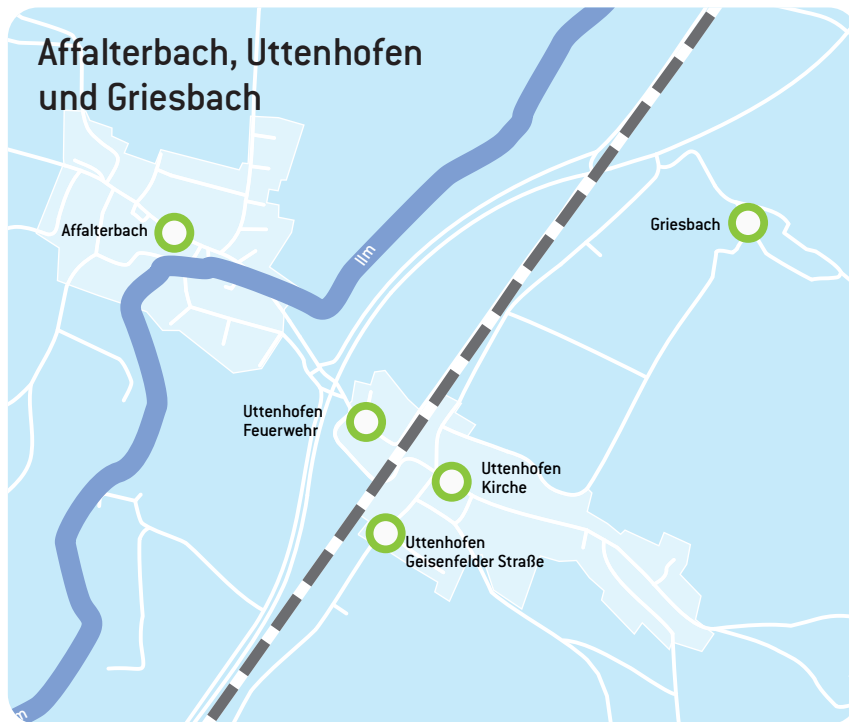 Affalterbach, Uttenhofen
und Griesbach
Affalterbach
Griesbach
Ilm
Uttenhofen
Feuerwehr
Uttenhofen
Kirche
Uttenhofen
Geisenfelder Straße